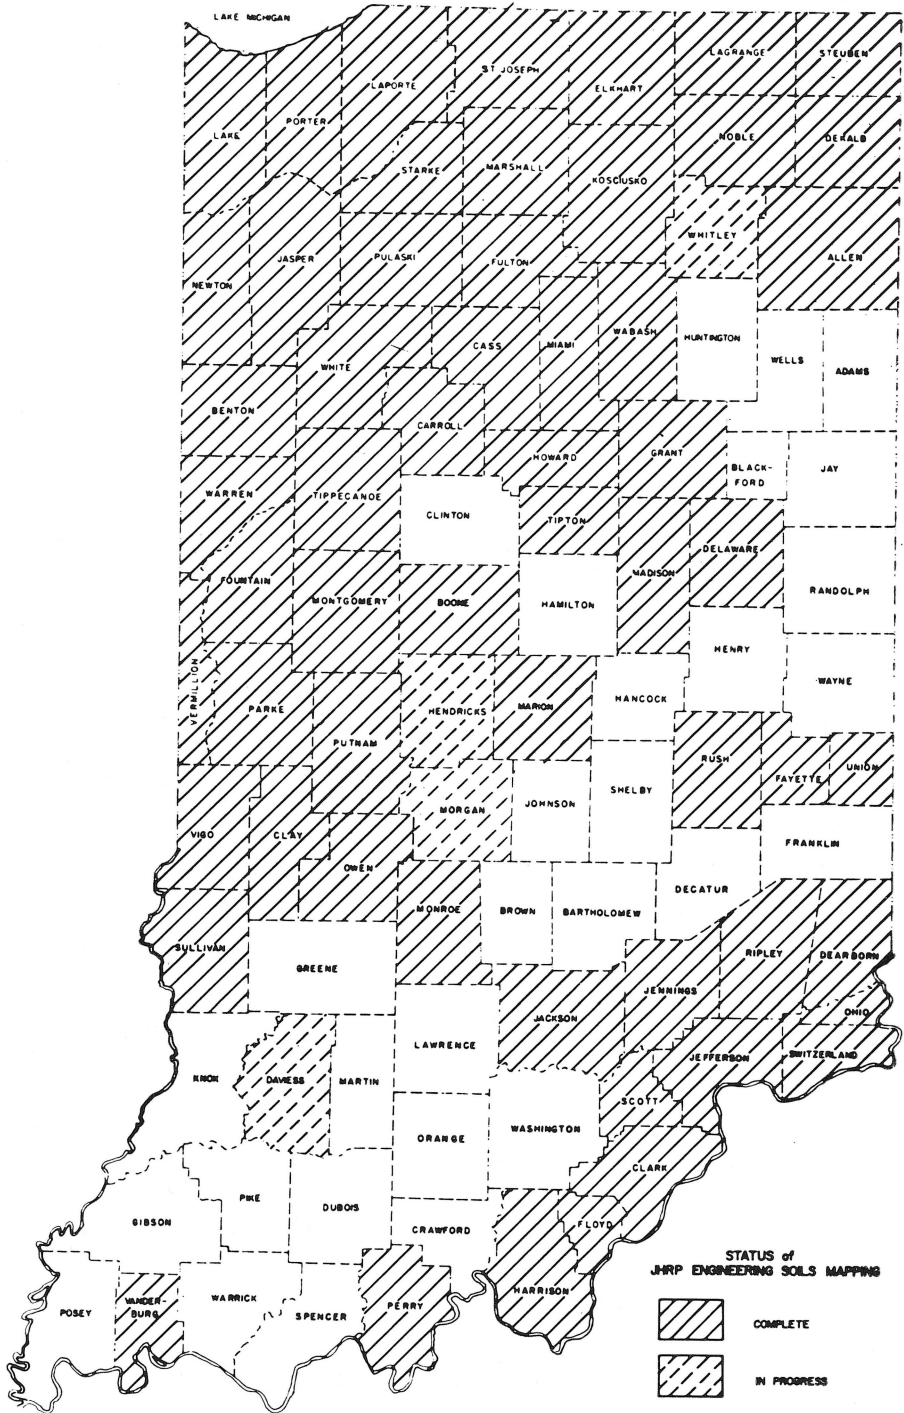 LAKE MICHIGAN
LAGRANGE
STEUBEN
ST JOSEPH
LAPORTE
ELKHART
PORTER
LAKE
NOBLE
DEKALB
STARKE
MARSHALL
KOSCIUSKO
WHITLEY
JASPER
PULASKI
FULTON
ALLEN
NEWTON
WABASH
HUNTINGTON
CASS
MIAMI
WELLS
WHITE
ADAMS
BENTON
CARROLL
HOWARD
GRANT
BLACK-
FORD
JAY
WARREN
TIPPECANOE
CLINTON
TIPTON
DELAWARE
MADISON
FOUNTAIN
RANDOLPH
MONTGOMERY
BOONE
HAMILTON
HENRY
WAYNE
VERMILLION
HANCOCK
PARKE
HENDRICKS
MARION
PUTNAM
RUSH
UNION
FAYETTE
SHELBY
MORGAN
JOHNSON
VIGO
CLAY
FRANKLIN
OWEN
DECATUR
MONROE
BROWN
BARTHOLOMEW
SULLIVAN
RIPLEY
DEARBORN
GREENE
JENNINGS
OHIO
JACKSON
LAWRENCE
JEFFERSON
SWITZERLAND
KNOX
DAVIESS
MARTIN
SCOTT
WASHINGTON
ORANGE
CLARK
PIKE
DUBOIS
GIBSON
CRAWFORD
FLOYD
STATUS of
JHRP ENGINEERING SOILS MAPPING
HARRISON
WARRICK
VANDER-
BURG
POSEY
PERRY
SPENCER
COMPLETE
IN PROGRESS